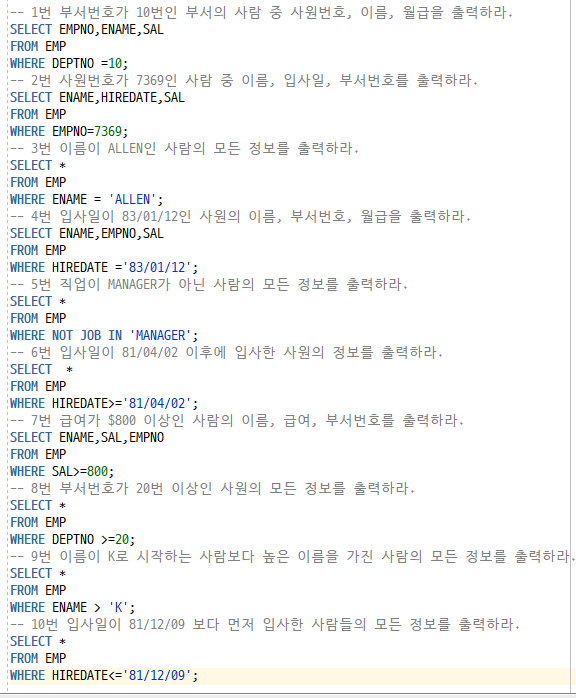 -- 1번 부서번호가 10번인 부서의 사람 중 사원번호, 이름, 월급을 출력하라.
SELECT EMPNO,ENAME,SAL
FROM EMP
WHERE DEPTNO =10;
-- 2번 사원번호가 7369인 사람 중 이름, 입사일, 부서번호를 출력하라.
SELECT ENAME,HIREDATE,SAL
FROM EMP
WHERE EMPNO=7369;
-- 3번 이름이 ALLEN인 사람의 모든 정보를 출력하라.
SELECT *
FROM EMP
WHERE ENAME = 'ALLEN';
-- 4번 입사일이 83/01/12인 사원의 이름, 부서번호, 월급을 출력하라.
SELECT ENAME,EMPNO,SAL
FROM EMP
WHERE HIREDATE ='83/01/12';
-- 5번 직업이 MANAGER가 아닌 사람의 모든 정보를 출력하라.
SELECT *
FROM EMP
WHERE NOT JOB IN 'MANAGER';
-- 6번 입사일이 81/04/02 이후에 입사한 사원의 정보를 출력하라.
SELECT  *
FROM EMP
WHERE HIREDATE>='81/04/02';
-- 7번 급여가 $800 이상인 사람의 이름, 급여, 부서번호를 출력하라.
SELECT ENAME,SAL,EMPNO
FROM EMP
WHERE SAL>=800;
-- 8번 부서번호가 20번 이상인 사원의 모든 정보를 출력하라.
SELECT *
FROM EMP
WHERE DEPTNO >=20;
-- 9번 이름이 K로 시작하는 사람보다 높은 이름을 가진 사람의 모든 정보를 출력하라.
SELECT *
FROM EMP
WHERE ENAME > 'K';
-- 10번 입사일이 81/12/09 보다 먼저 입사한 사람들의 모든 정보를 출력하라.
SELECT *
FROM EMP
WHERE HIREDATE<='81/12/09';